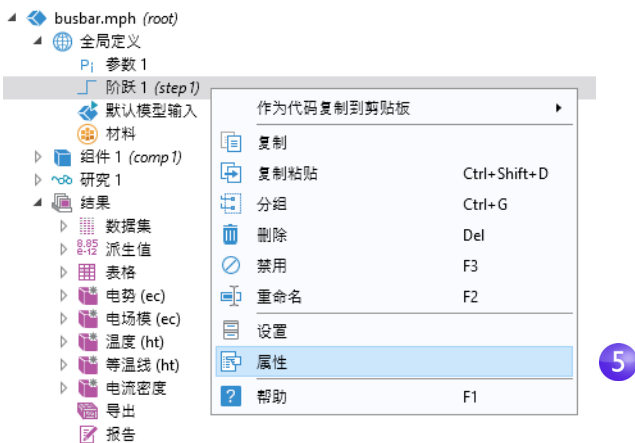 busbar.mph (root)
全局定义
Pi 参数 1
阶跃 1 (step1)
默认模型输入
材料
组件 1 (comp1)
研究 1
结果
数据集
8.85
e-12 派生值
表格
电势 (ec)
电场模 (ec)
温度 (ht)
等温线 (ht)
电流密度
导出
报告
作为代码复制到剪贴板
复制
复制粘贴 Ctrl+Shift+D
分组 Ctrl+G
删除 Del
禁用 F3
重命名 F2
设置
属性
? 帮助 F1
5